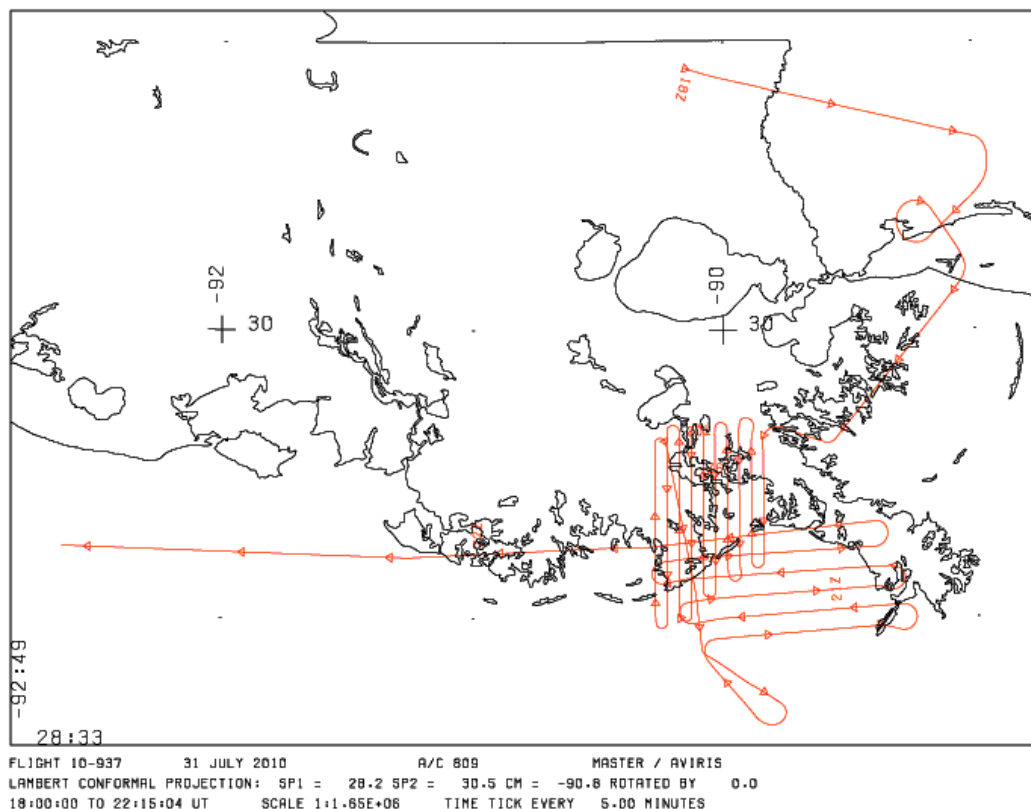 18Z
-92
-90
30
30
21Z
-92:49
28:33
FLIGHT 10-937 31 JULY 2010 A/C 809 MASTER / AVIRIS
LAMBERT CONFORMAL PROJECTION: SP1 = 28.2 SP2 = 30.5 CM = -90.8 ROTATED BY 0.0
18:00:00 TO 22:15:04 UT SCALE 1:1.65E+06 TIME TICK EVERY 5.00 MINUTES